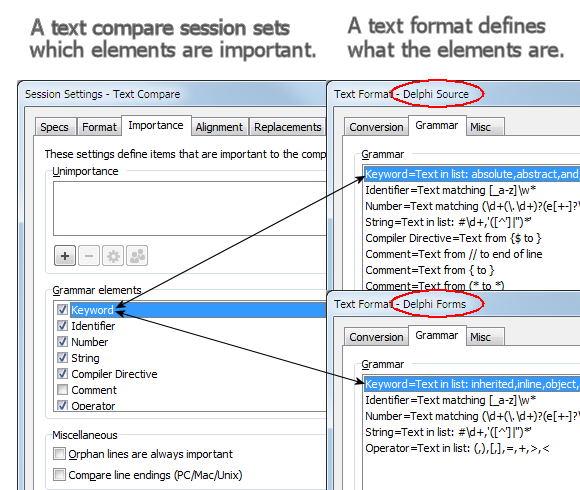 A text compare session sets
which elements are important.
A text format defines
what the elements are.
Session Settings - Text Compare
Specs Format Importance Alignment Replacements
These settings define items that are important to the comp
Unimportance
Grammar elements
Keyword
Identifier
Number
String
Compiler Directive
Comment
Operator
Miscellaneous
Orphan lines are always important
Compare line endings (PC/Mac/Unix)
Text Format - Delphi Source
Conversion Grammar Misc
Grammar
Keyword=Text in list: absolute,abstract,and
Identifier=Text matching [_a-z]\w*
Number=Text matching (\d+(\.\d+)?(e[+-]?\
String=Text in list: #\d+,'([^']|'')*'
Compiler Directive=Text from {$ to }
Comment=Text from // to end of line
Comment=Text from { to }
Comment=Text from (* to *)
Text Format - Delphi Forms
Conversion Grammar Misc
Grammar
Keyword=Text in list: inherited,inline,object,
Identifier=Text matching [_a-z]\w*
Number=Text matching (\d+(\.\d+)?(e[+-]?\
String=Text in list: #\d+,'([^']|'')*'
Operator=Text in list: (,),[,],=,+,>,<